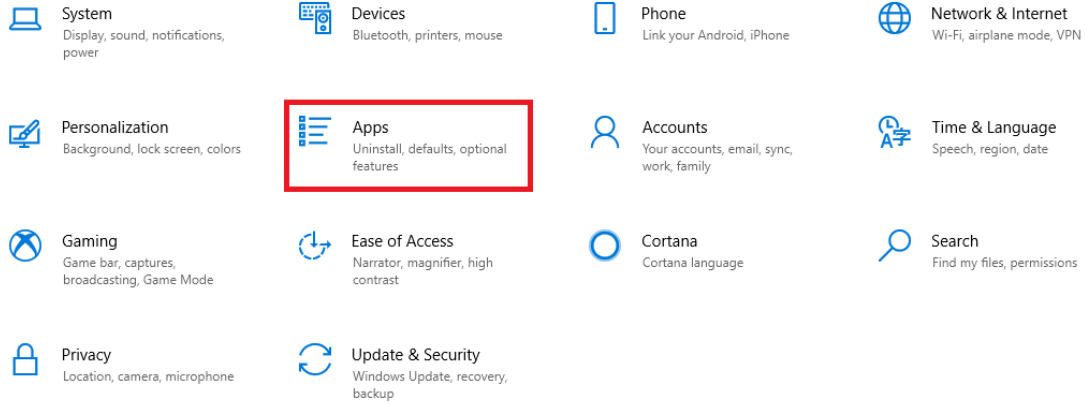 System
Display, sound, notifications,
power
Devices
Bluetooth, printers, mouse
Phone
Link your Android, iPhone
Network & Internet
Wi-Fi, airplane mode, VPN
Personalization
Background, lock screen, colors
Apps
Uninstall, defaults, optional
features
Accounts
Your accounts, email, sync,
work, family
Time & Language
Speech, region, date
Gaming
Game bar, captures,
broadcasting, Game Mode
Ease of Access
Narrator, magnifier, high
contrast
Cortana
Cortana language
Search
Find my files, permissions
Privacy
Location, camera, microphone
Update & Security
Windows Update, recovery,
backup